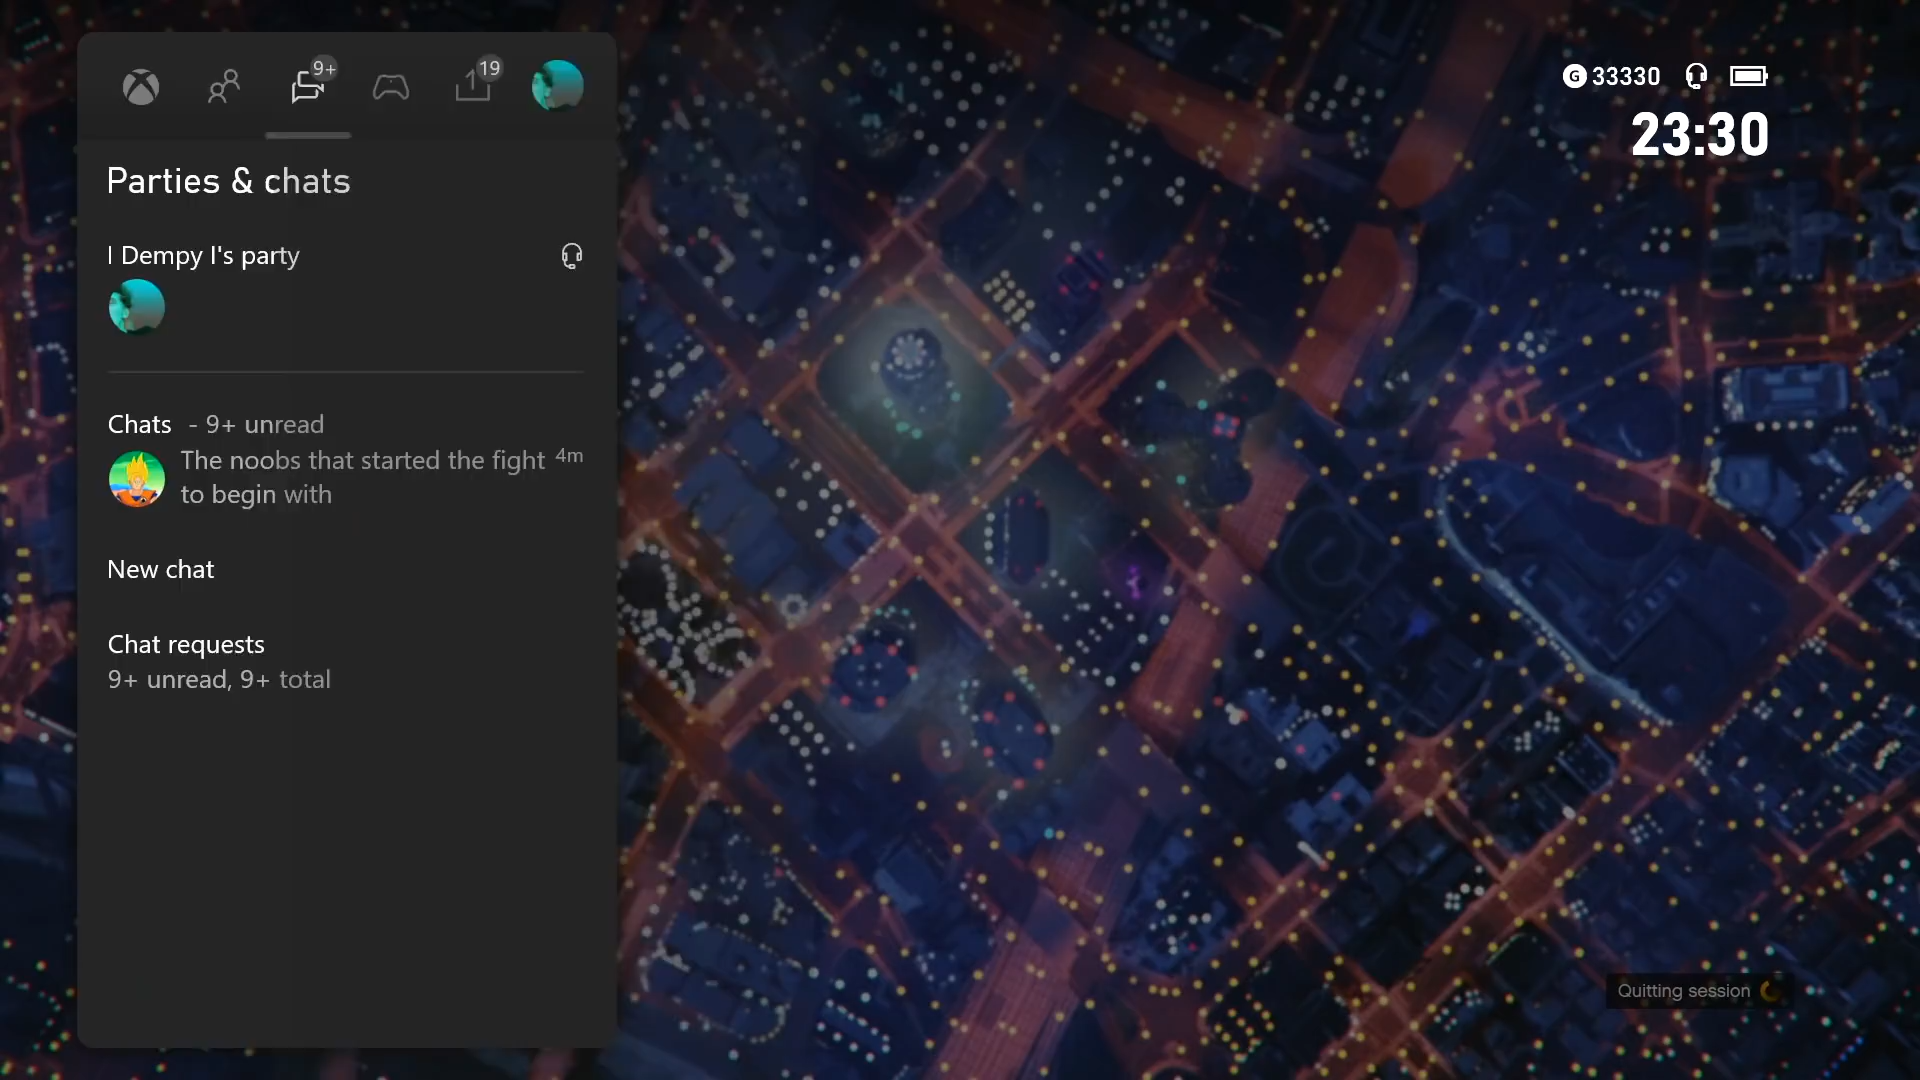 9+
19
G 33330
23:30
Parties & chats
I Dempy I's party
Chats - 9+ unread
The noobs that started the fight 4m
to begin with
New chat
Chat requests
9+ unread, 9+ total
Quitting session